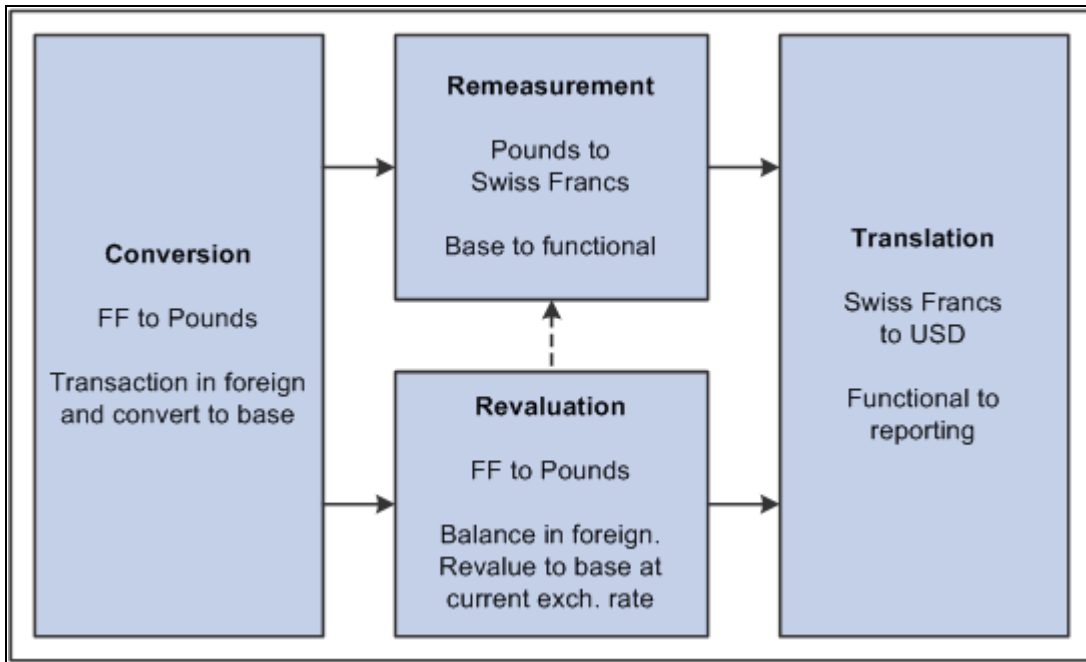 Conversion
FF to Pounds
Transaction in foreign
and convert to base
Remeasurement
Pounds to
Swiss Francs
Base to functional
Revaluation
FF to Pounds
Balance in foreign.
Revalue to base at
current exch. rate
Translation
Swiss Francs
to USD
Functional to
reporting